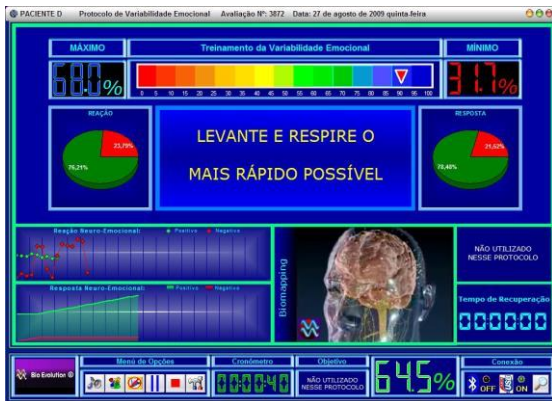 PACIENTE D Protocolo de Variabilidade Emocional Avaliação Nº: 3872 Data: 27 de agosto de 2009 quinta-feira
MÁXIMO
Treinamento da Variabilidade Emocional
MÍNIMO
68.0%
0 5 10 15 20 25 30 35 40 45 50 55 60 65 70 75 80 85 90 95 100
31.7%
REAÇÃO
23,79%
76,21%
LEVANTE E RESPIRE O
MAIS RÁPIDO POSSÍVEL
RESPOSTA
21,52%
78,48%
Reação Neuro-Emocional: Positivo Negativo
Resposta Neuro-Emocional: Positivo Negativo
Biomapping
NÃO UTILIZADO
NESSE PROTOCOLO
Tempo de Recuperação
000000
Bio Evolution ®
Menú de Opções
Cronômetro
00:00:40
Objetivo
NÃO UTILIZADO
NESSE PROTOCOLO
64.5%
Conexão
OFF ON